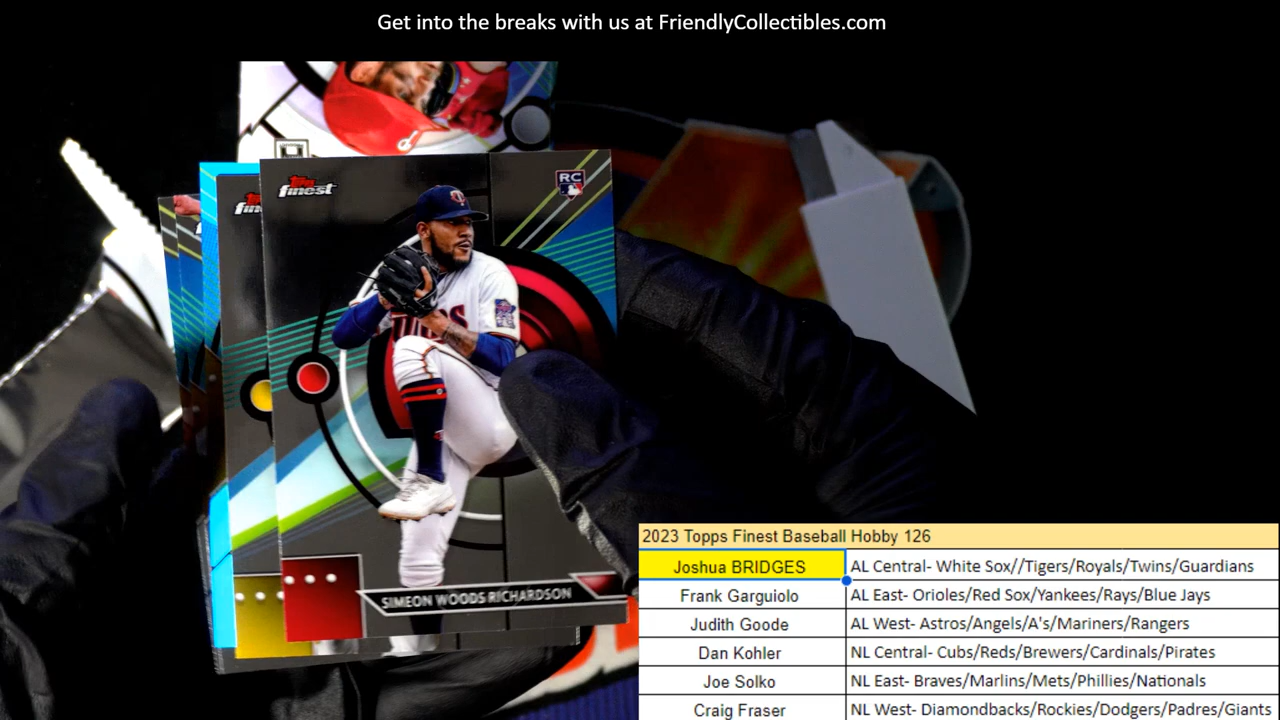 Get into the breaks with us at FriendlyCollectibles.com
Topps
finest
RC
SIMEON WOODS RICHARDSON
2023 Topps Finest Baseball Hobby 126
Joshua BRIDGES AL Central- White Sox//Tigers/Royals/Twins/Guardians
Frank Garguiolo AL East- Orioles/Red Sox/Yankees/Rays/Blue Jays
Judith Goode AL West- Astros/Angels/A's/Mariners/Rangers
Dan Kohler NL Central- Cubs/Reds/Brewers/Cardinals/Pirates
Joe Solko NL East- Braves/Marlins/Mets/Phillies/Nationals
Craig Fraser NL West- Diamondbacks/Rockies/Dodgers/Padres/Giants